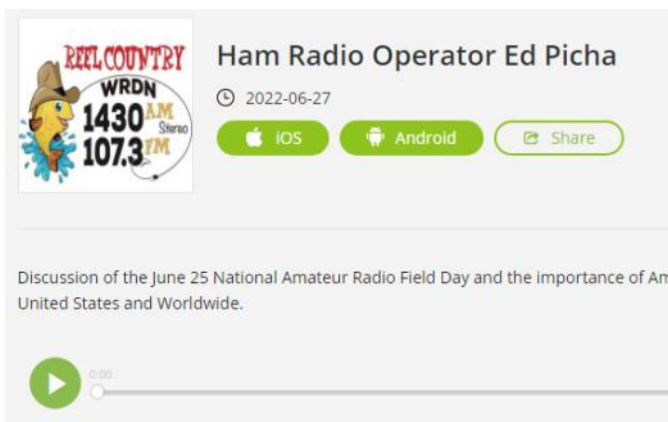 REEL COUNTRY
WRDN
1430 AM
Stereo
107.3 FM
Ham Radio Operator Ed Picha
2022-06-27
iOS
Android
Share
Discussion of the June 25 National Amateur Radio Field Day and the importance of Am
United States and Worldwide.
0:00